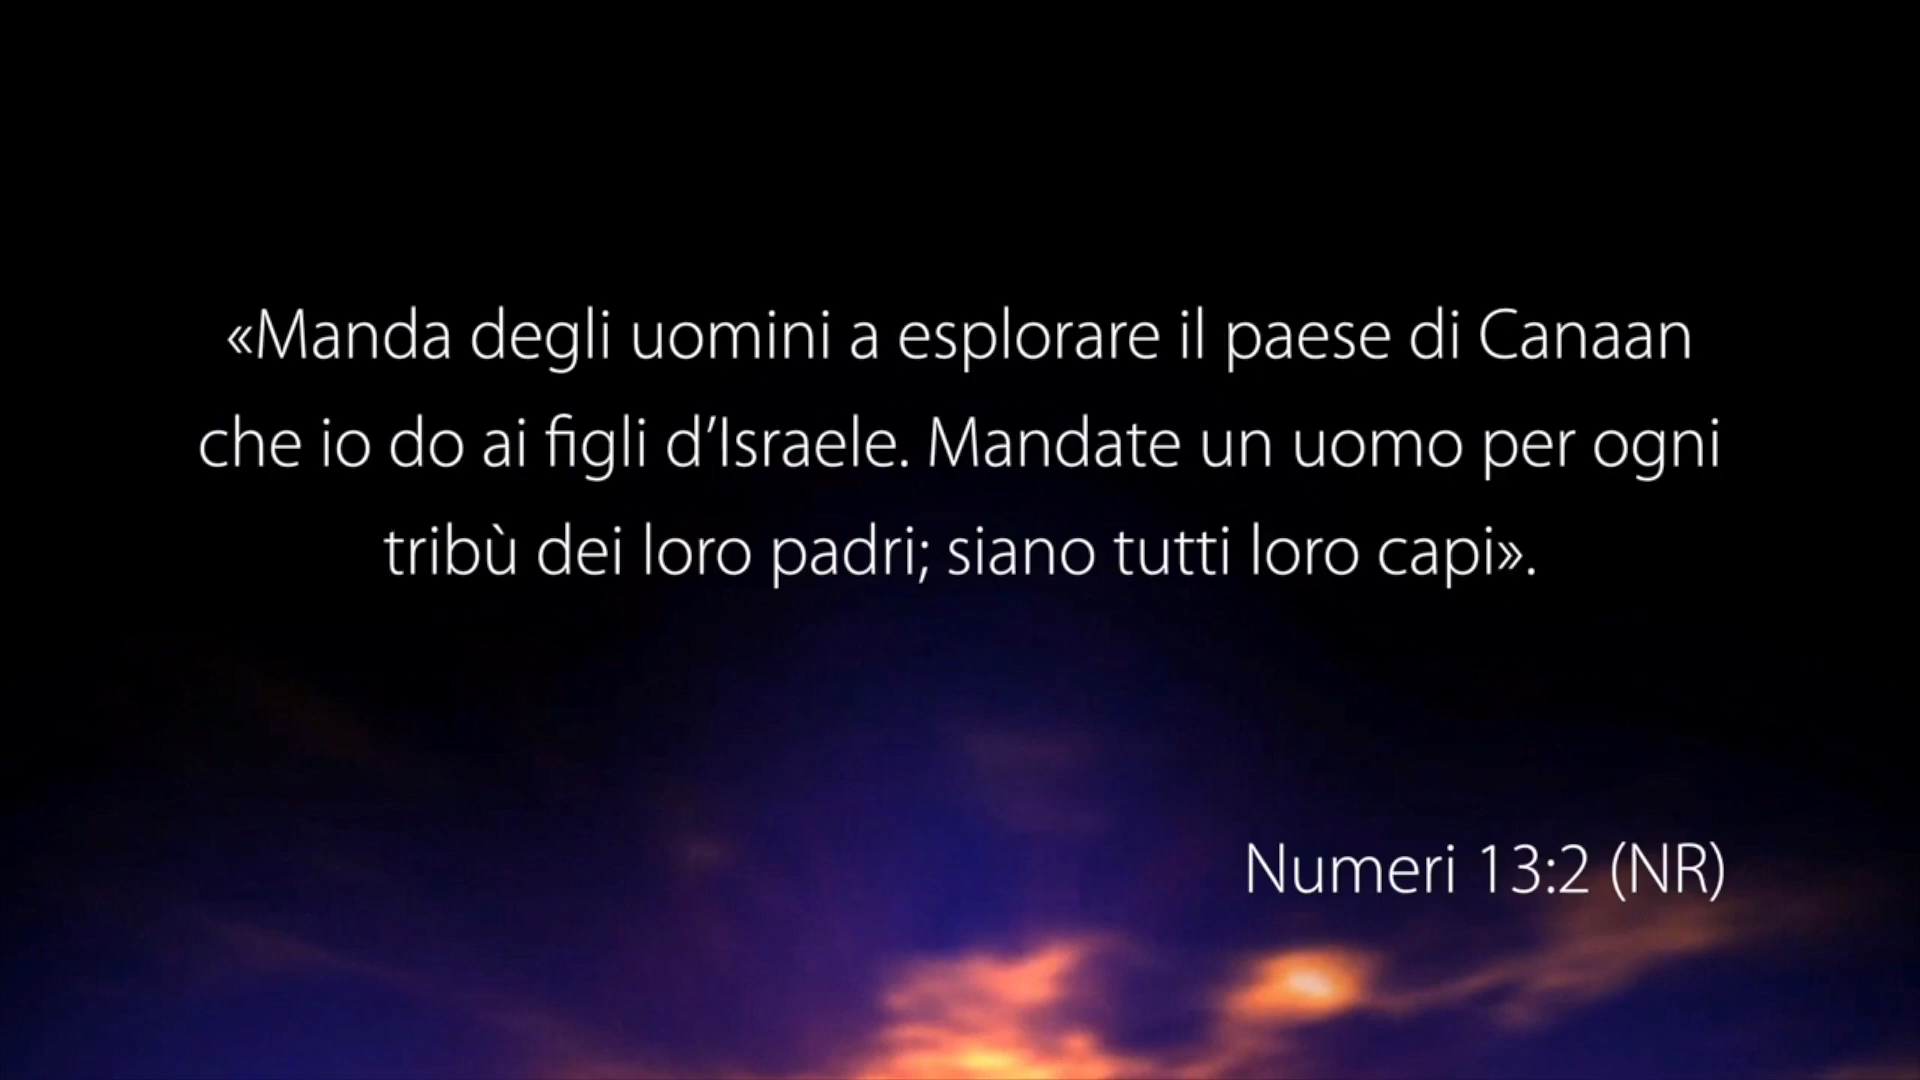 «Manda degli uomini a esplorare il paese di Canaan
che io do ai figli d’Israele. Mandate un uomo per ogni
tribù dei loro padri; siano tutti loro capi».
Numeri 13:2 (NR)